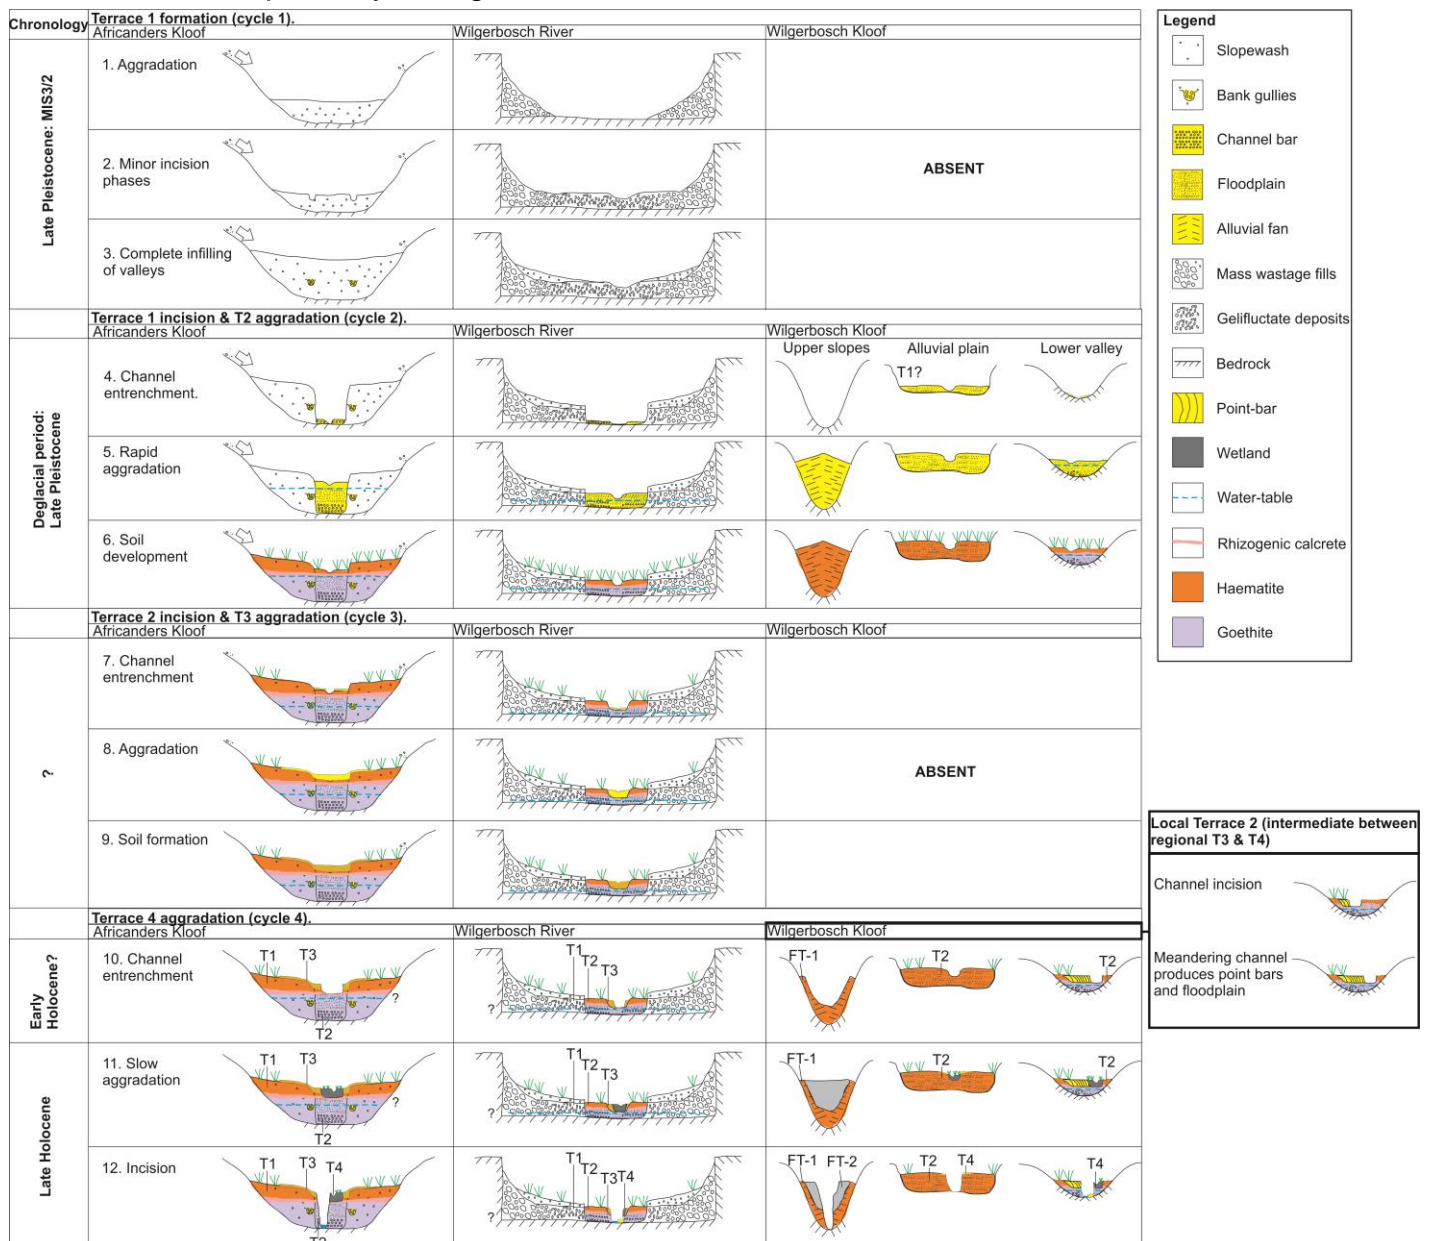 Chronology
Terrace 1 formation (cycle 1).
Africanders Kloof
Wilgerbosch River
Wilgerbosch Kloof
Late Pleistocene: MIS3/2
1. Aggradation
2. Minor incision
phases
ABSENT
3. Complete infilling
of valleys
Terrace 1 incision & T2 aggradation (cycle 2).
Africanders Kloof
Wilgerbosch River
Wilgerbosch Kloof
Deglacial period:
Late Pleistocene
4. Channel
entrenchment.
Upper slopes
Alluvial plain
Lower valley
T1?
5. Rapid
aggradation
6. Soil
development
Terrace 2 incision & T3 aggradation (cycle 3).
Africanders Kloof
Wilgerbosch River
Wilgerbosch Kloof
?
7. Channel
entrenchment
8. Aggradation
ABSENT
9. Soil formation
Terrace 4 aggradation (cycle 4).
Africanders Kloof
Wilgerbosch River
Wilgerbosch Kloof
Early
Holocene?
10. Channel
entrenchment
T1 T3
?
T2
T1
T2
T3
?
FT-1
T2
T2
Late Holocene
11. Slow
aggradation
T1 T3
?
T2
T1
T2
T3
?
FT-1
T2
T2
12. Incision
T1 T3 T4
T1
T2
T3 T4
?
FT-1 FT-2
T2 T4
T4
Legend
Slopewash
Bank gullies
Channel bar
Floodplain
Alluvial fan
Mass wastage fills
Gelifluctate deposits
Bedrock
Point-bar
Wetland
Water-table
Rhizogenic calcrete
Haematite
Goethite
Local Terrace 2 (intermediate between
regional T3 & T4)
Channel incision
Meandering channel
produces point bars
and floodplain